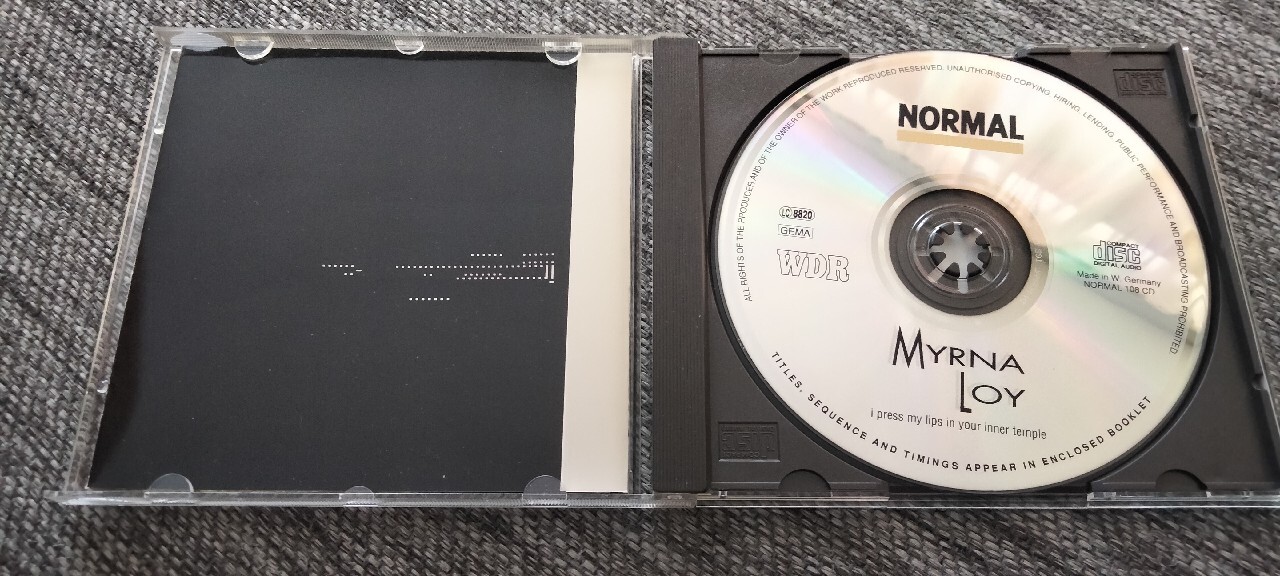 ALL RIGHTS OF THE PRODUCER AND OF THE OWNER OF THE WORK REPRODUCED RESERVED. UNAUTHORISED COPYING, HIRING, LENDING, PUBLIC PERFORMANCE AND BROADCASTING PROHIBITED
NORMAL
LC 8820
GEMA
WDR
COMPACT
disc
DIGITAL AUDIO
Made in W. Germany
NORMAL 108 CD
MYRNA
LOY
i press my lips in your inner temple
TITLES, SEQUENCE AND TIMINGS APPEAR IN ENCLOSED BOOKLET
disc
disc